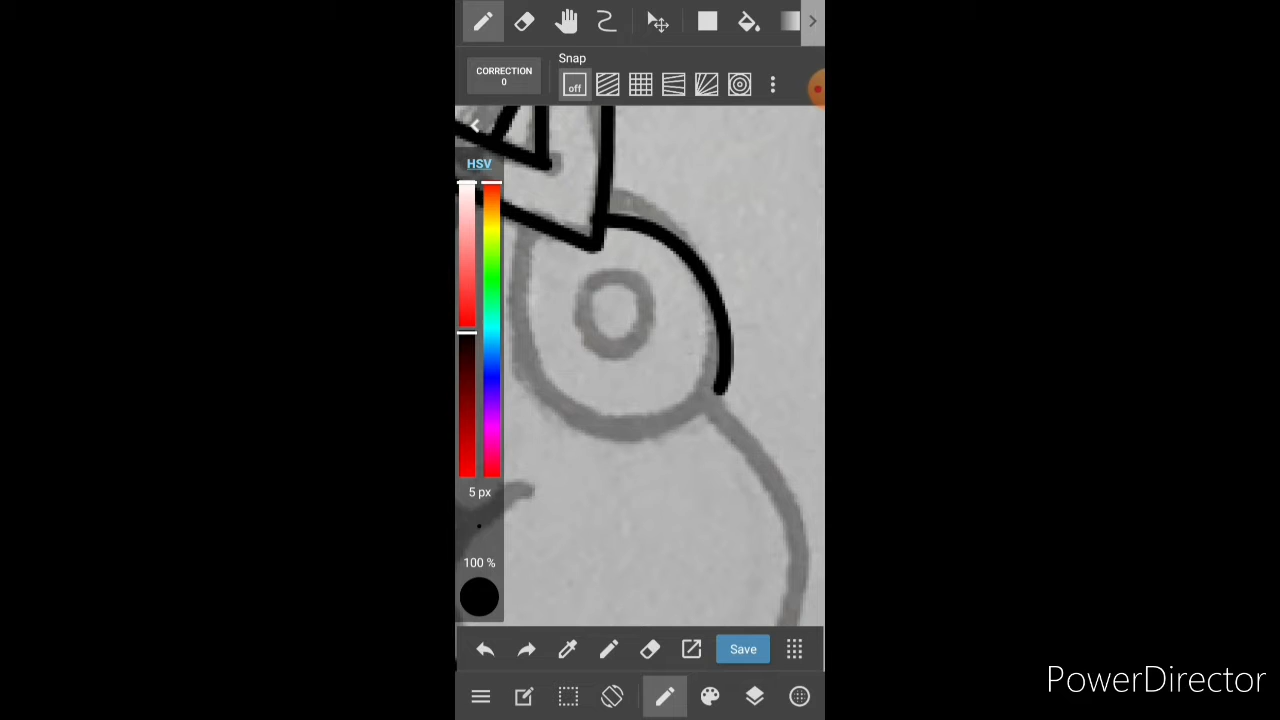 Snap
CORRECTION
0
off
HSV
5 px
100 %
Save
PowerDirector